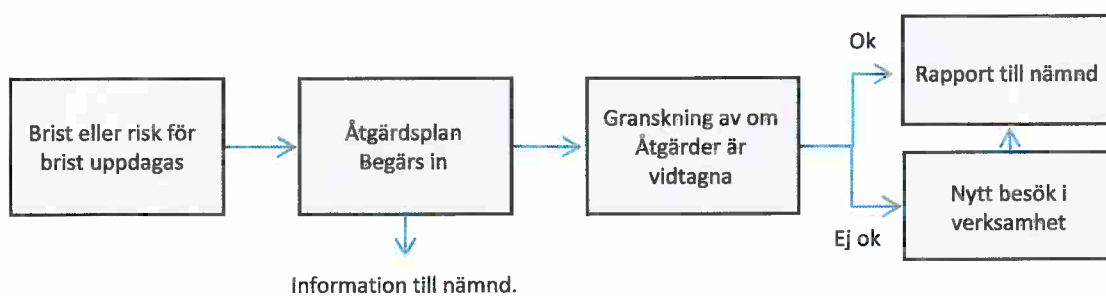 Brist eller risk för
brist uppdagas
Åtgärdsplan
Begärs in
Information till nämnd.
Granskning av om
Åtgärder är
vidtagna
Ok
Rapport till nämnd
Ej ok
Nytt besök i
verksamhet